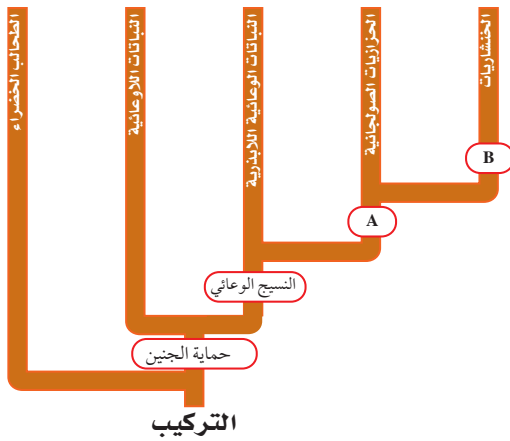 الطحالب الخضراء
النباتات اللاوعائية
النباتات الوعائية اللابذرية
الحزازيات الصولجانية
الخنشاريات
B
A
النسيج الوعائي
حماية الجنين
التركيب